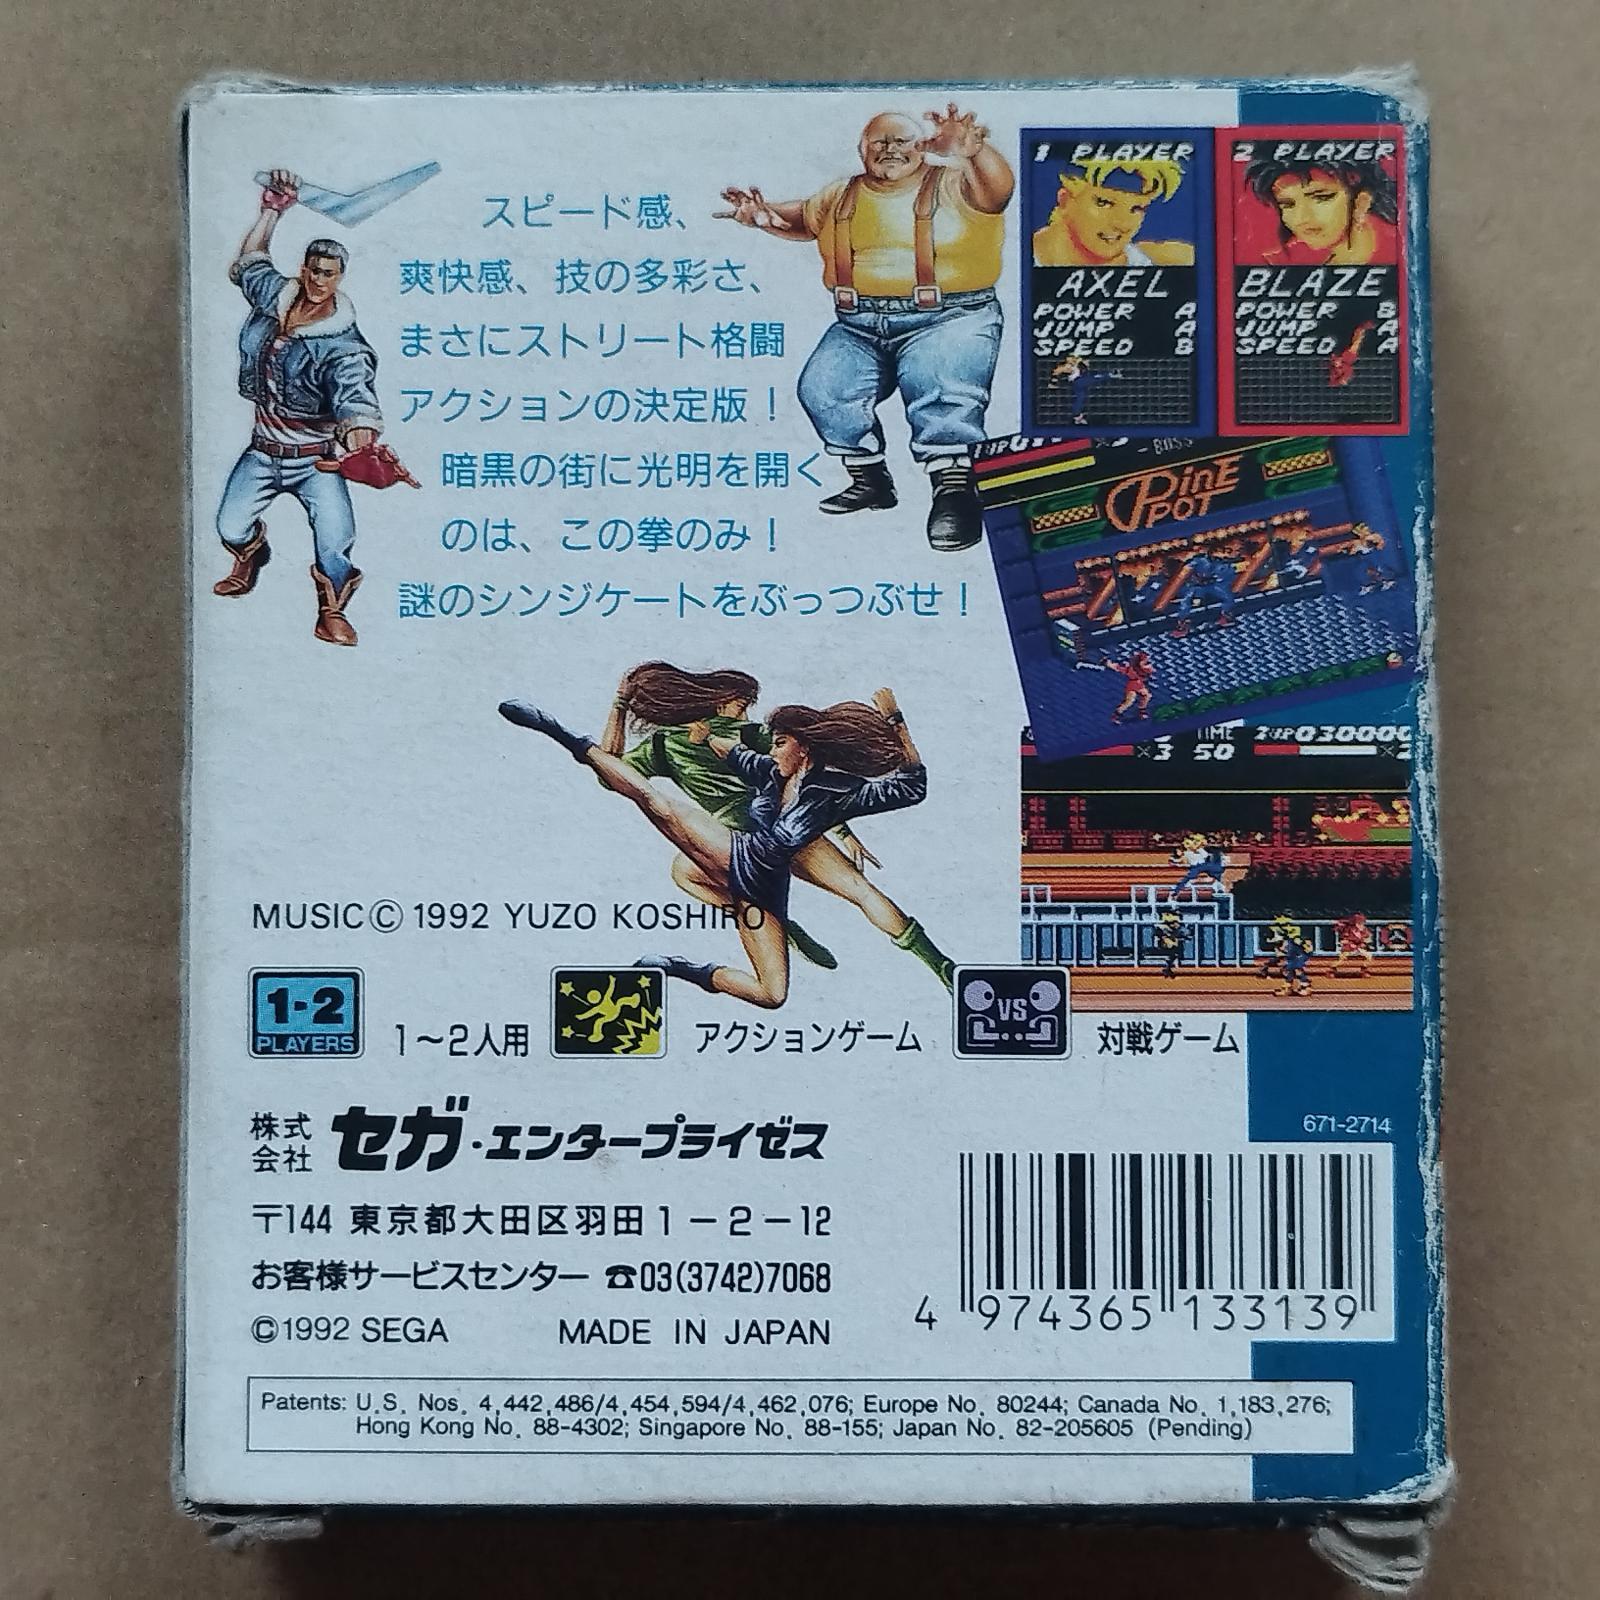 スピード感、
爽快感、技の多彩さ、
まさにストリート格闘
アクションの決定版！
暗黒の街に光明を開く
のは、この拳のみ！
謎のシンジケートをぶっつぶせ！
1 PLAYER
AXEL
POWER A
JUMP A
SPEED B
2 PLAYER
BLAZE
POWER B
JUMP A
SPEED A
BOSS
PINE
POT
×3
TIME
50
2UP 030000
×2
MUSIC© 1992 YUZO KOSHIRO
1-2
PLAYERS
1～2人用
アクションゲーム
VS
対戦ゲーム
株式
会社
セガ・エンタープライゼス
〒144 東京都大田区羽田1－2－12
お客様サービスセンター ☎03(3742)7068
©1992 SEGA MADE IN JAPAN
671-2714
4 974365 133139
Patents: U.S. Nos. 4,442,486/4,454,594/4,462,076; Europe No. 80244; Canada No. 1,183,276;
Hong Kong No. 88-4302; Singapore No. 88-155; Japan No. 82-205605 (Pending)